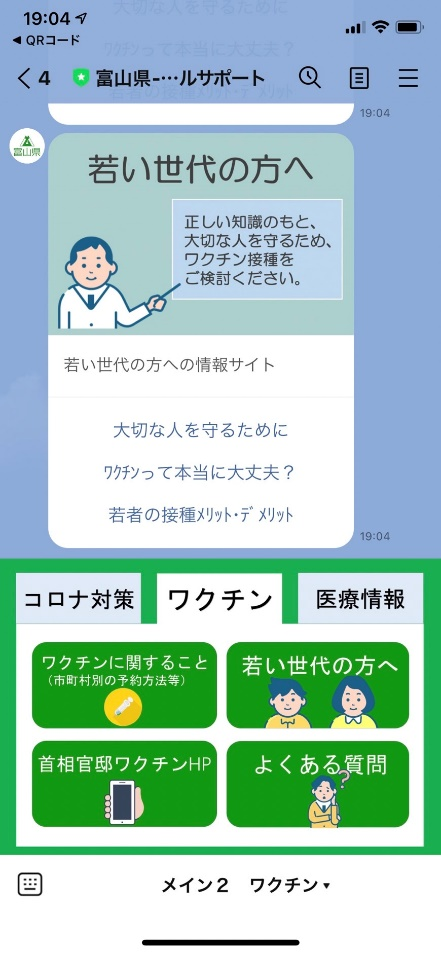 19:04
QRコード
4
富山県-…ルサポート
19:04
富山県
若い世代の方へ
正しい知識のもと、
大切な人を守るため、
ワクチン接種を
ご検討ください。
若い世代の方への情報サイト
大切な人を守るために
ﾜｸﾁﾝって本当に大丈夫？
若者の接種ﾒﾘｯﾄ･ﾃﾞﾒﾘｯﾄ
19:04
コロナ対策
ワクチン
医療情報
ワクチンに関すること
（市町村別の予約方法等）
若い世代の方へ
首相官邸ワクチンHP
よくある質問
?
メイン２　ワクチン▾